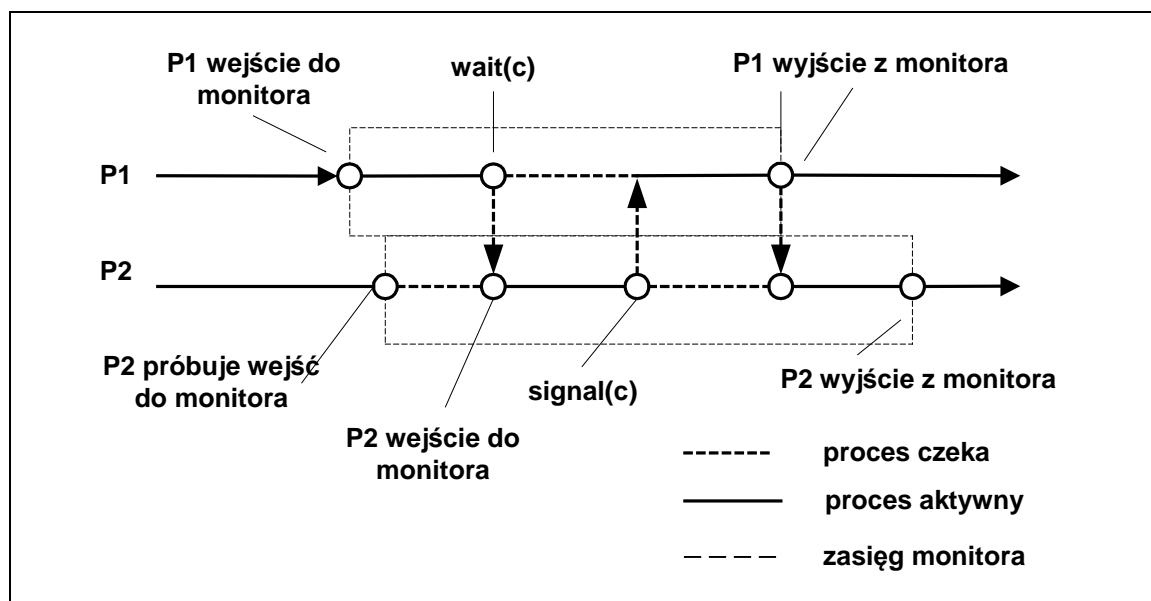 P1 wejście do
monitora
wait(c)
P1 wyjście z monitora
P1
P2
P2 próbuje wejść
do monitora
signal(c)
P2 wyjście z monitora
P2 wejście do
monitora
proces czeka
proces aktywny
zasięg monitora